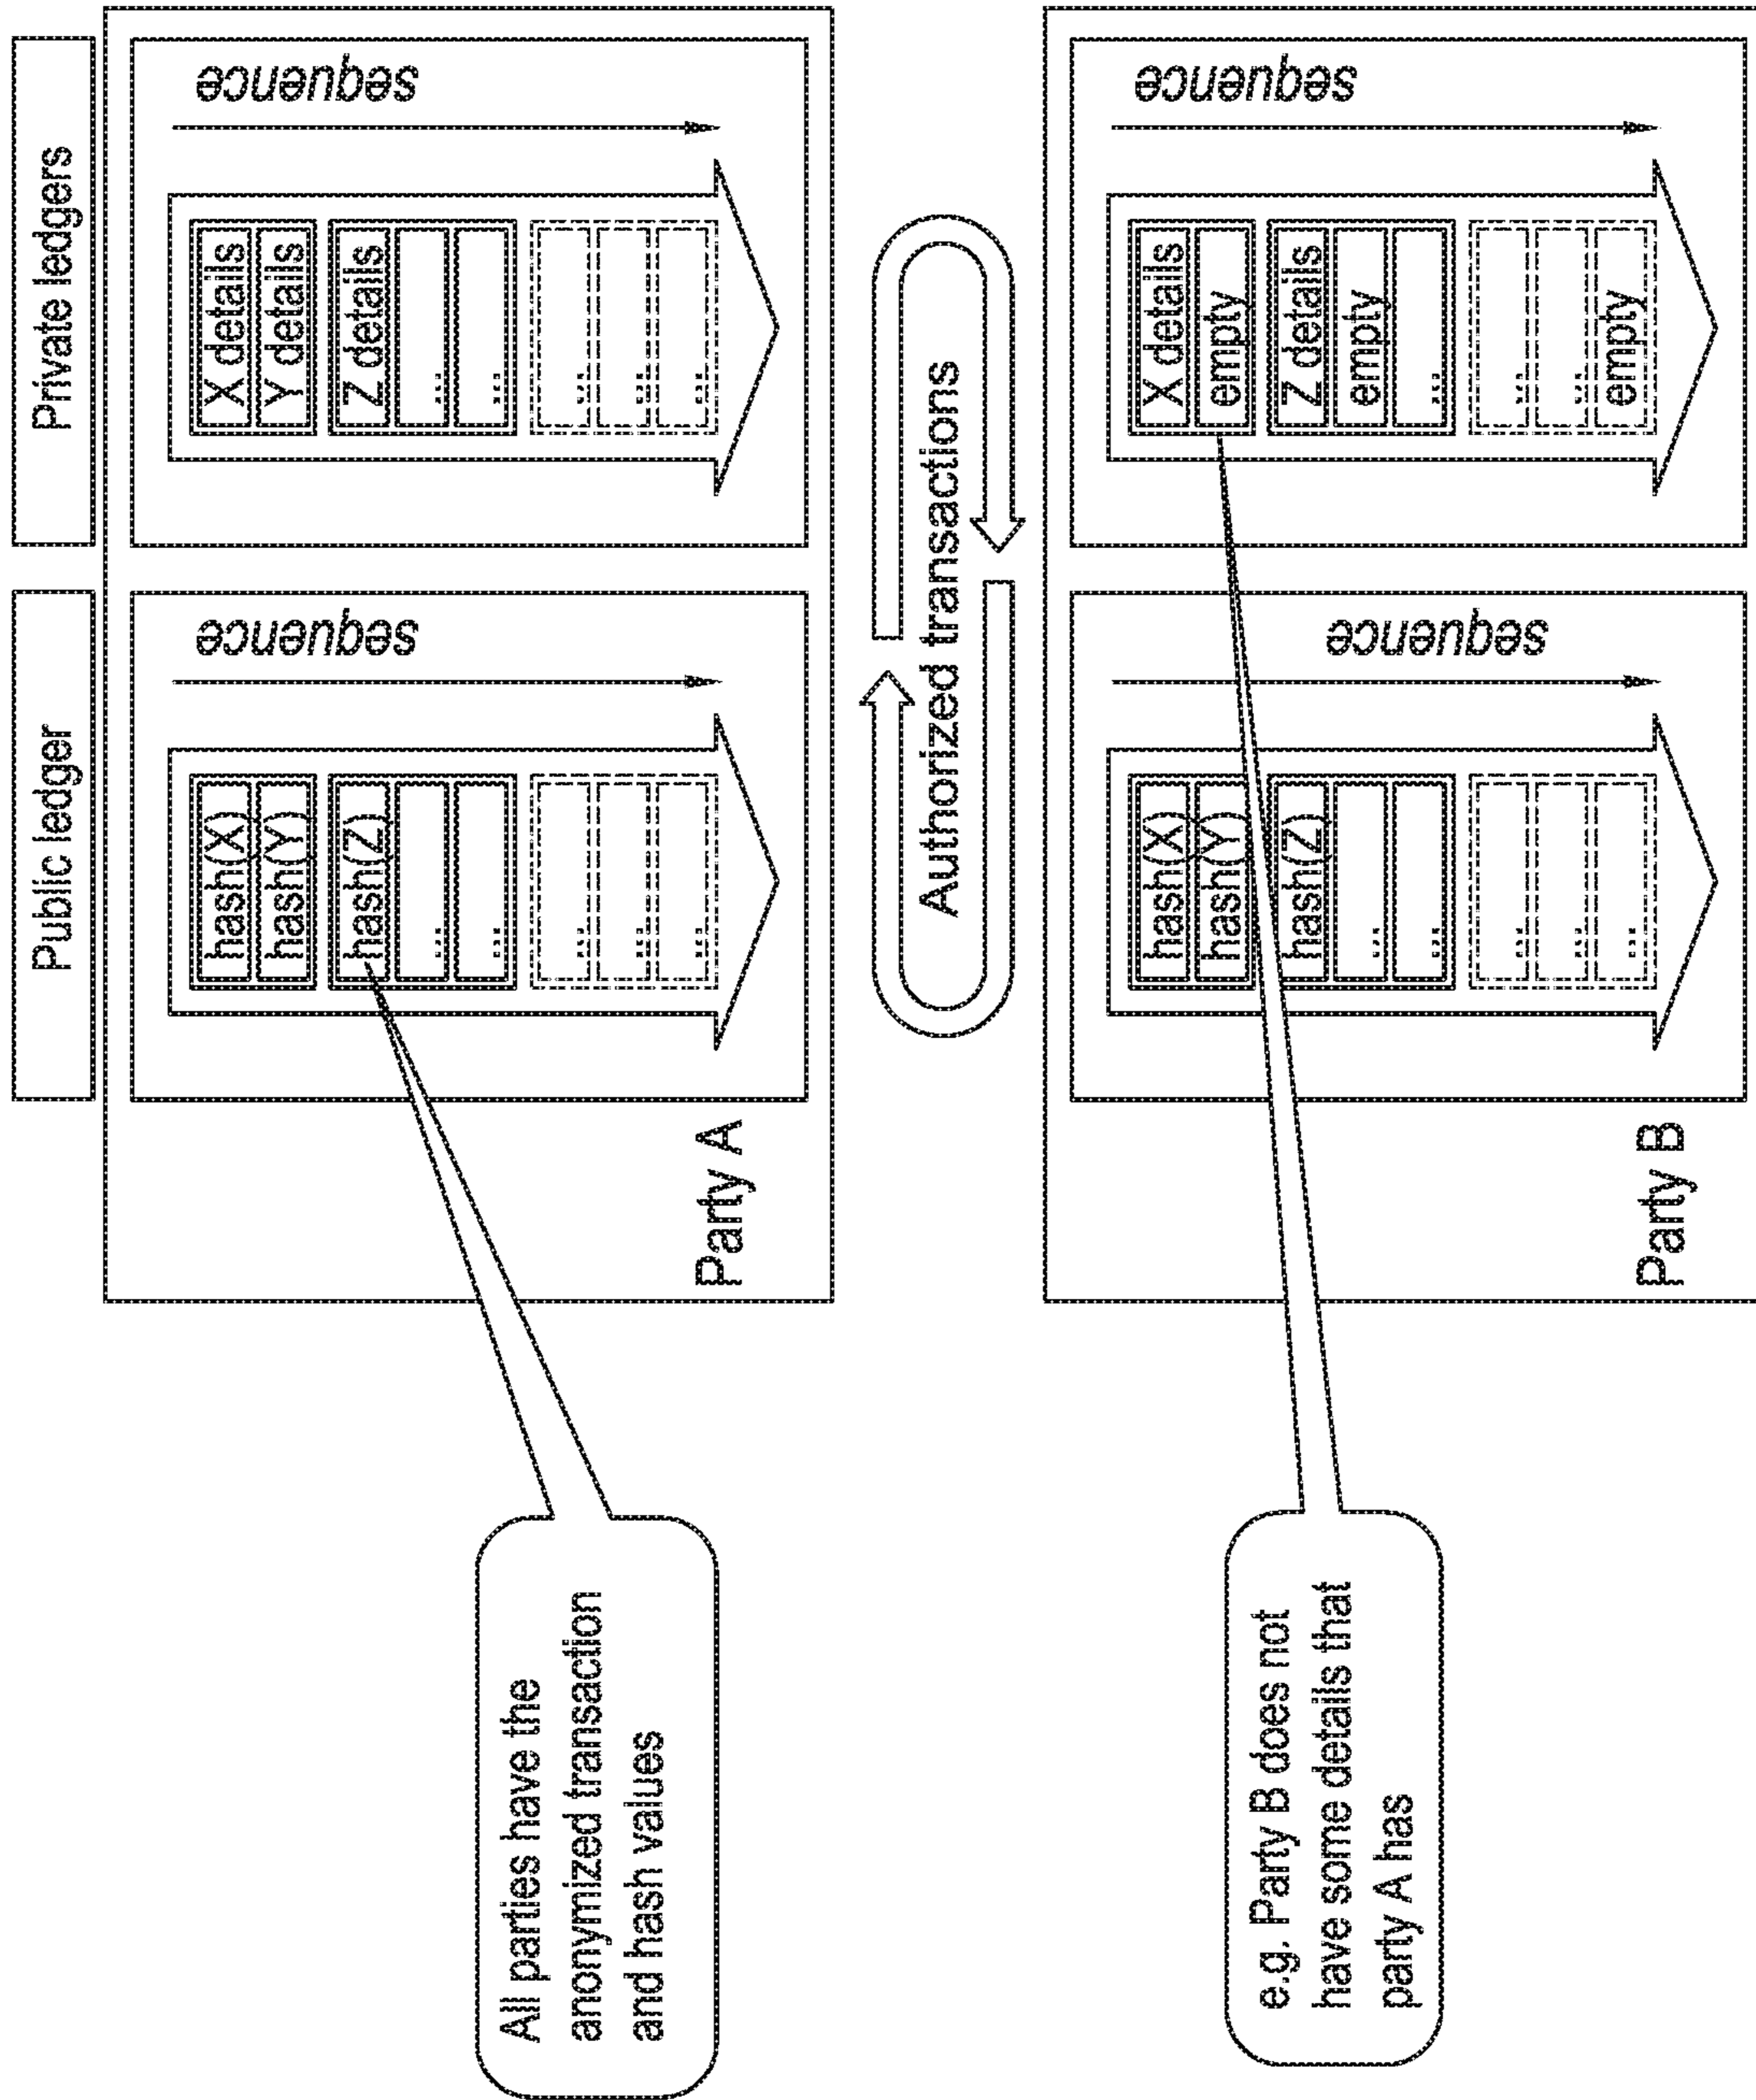 Public ledger
Private ledgers
hash(X)
hash(Y)
hash(Z)
...
...
...
...
...
sequence
X details
Y details
Z details
...
...
...
...
...
sequence
Party A
All parties have the
anonymized transaction
and hash values
Authorized transactions
hash(X)
hash(Y)
hash(Z)
...
...
...
...
...
sequence
X details
empty
Z details
empty
...
...
...
empty
sequence
Party B
e.g. Party B does not
have some details that
party A has